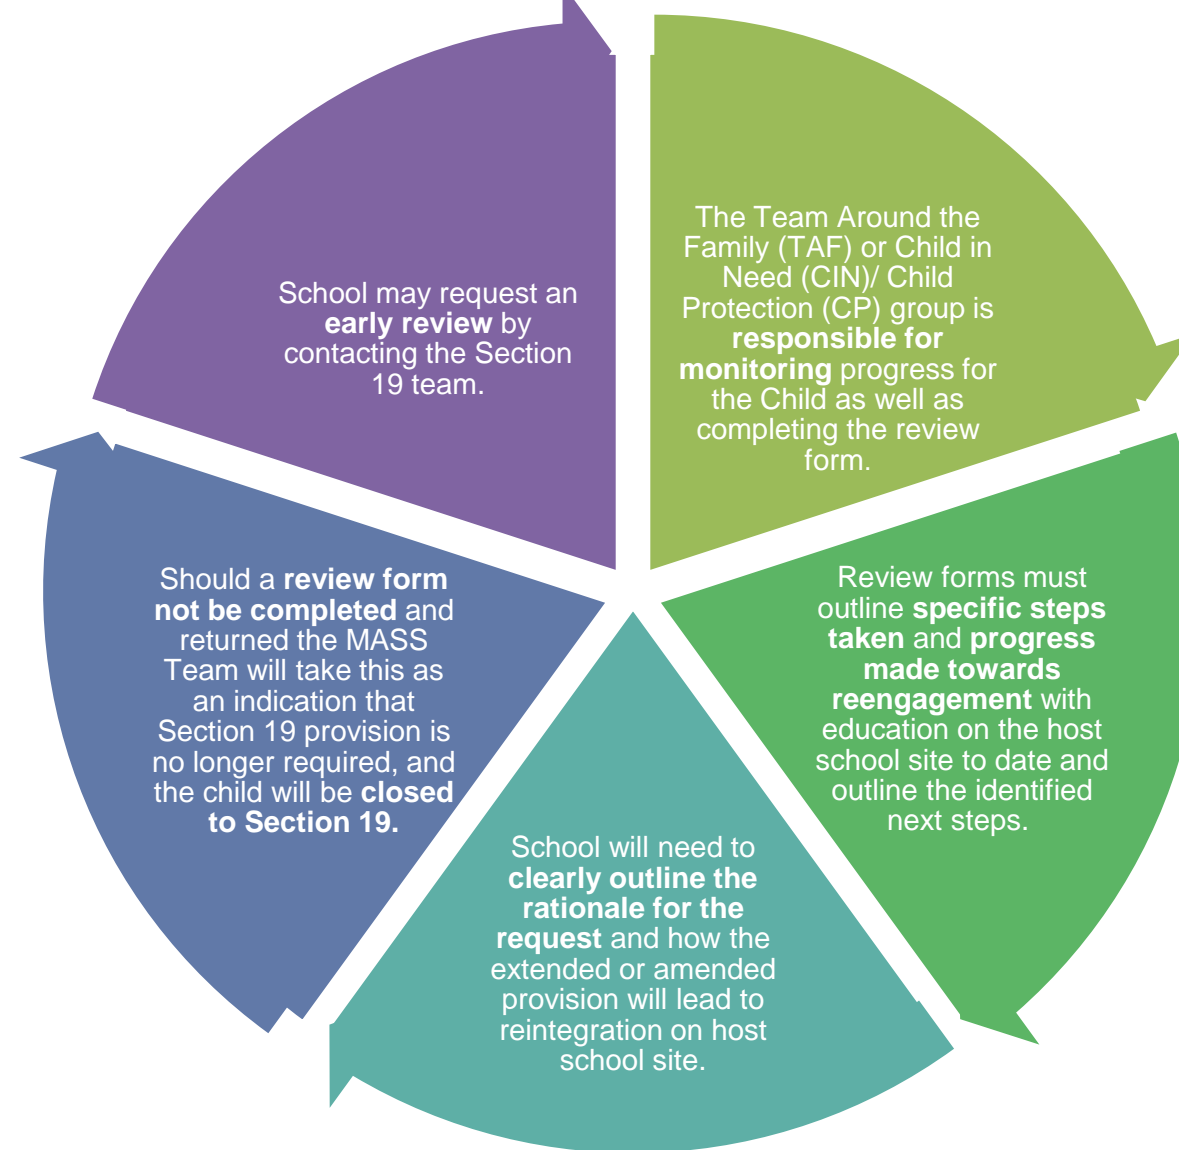 The Team Around the
Family (TAF) or Child in
Need (CIN)/ Child
Protection (CP) group is
responsible for
monitoring progress for
the Child as well as
completing the review
form.
Review forms must
outline specific steps
taken and progress
made towards
reengagement with
education on the host
school site to date and
outline the identified
next steps.
School will need to
clearly outline the
rationale for the
request and how the
extended or amended
provision will lead to
reintegration on host
school site.
Should a review form
not be completed and
returned the MASS
Team will take this as
an indication that
Section 19 provision is
no longer required, and
the child will be closed
to Section 19.
School may request an
early review by
contacting the Section
19 team.